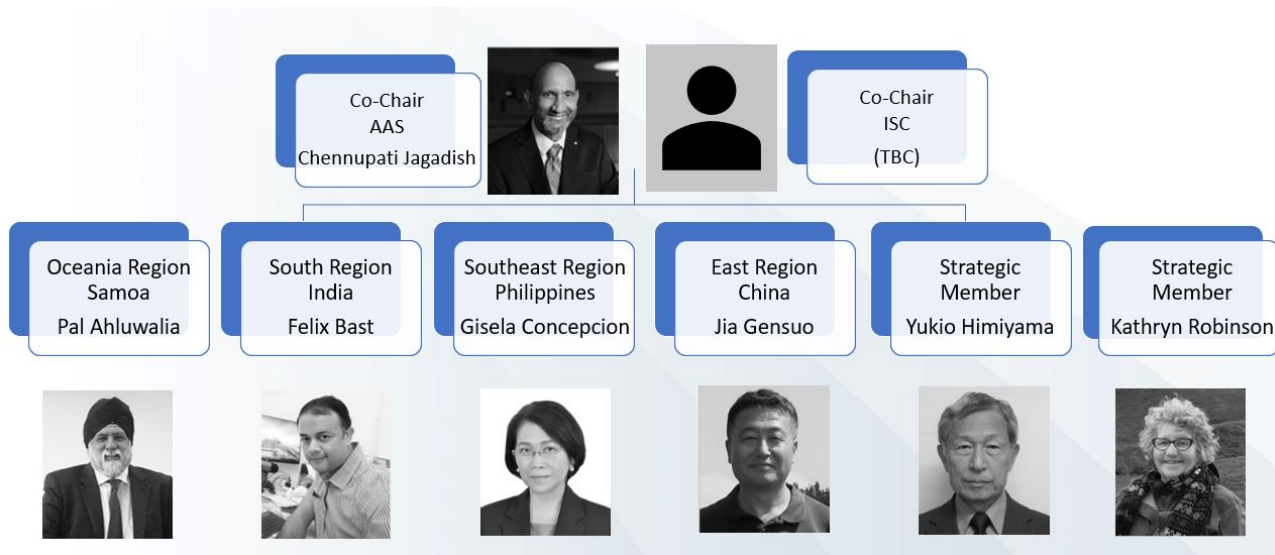 Co-Chair
AAS
Chennupati Jagadish
Co-Chair
ISC
(TBC)
Oceania Region
Samoa
Pal Ahluwalia
South Region
India
Felix Bast
Southeast Region
Philippines
Gisela Concepcion
East Region
China
Jia Gensuo
Strategic
Member
Yukio Himiyama
Strategic
Member
Kathryn Robinson